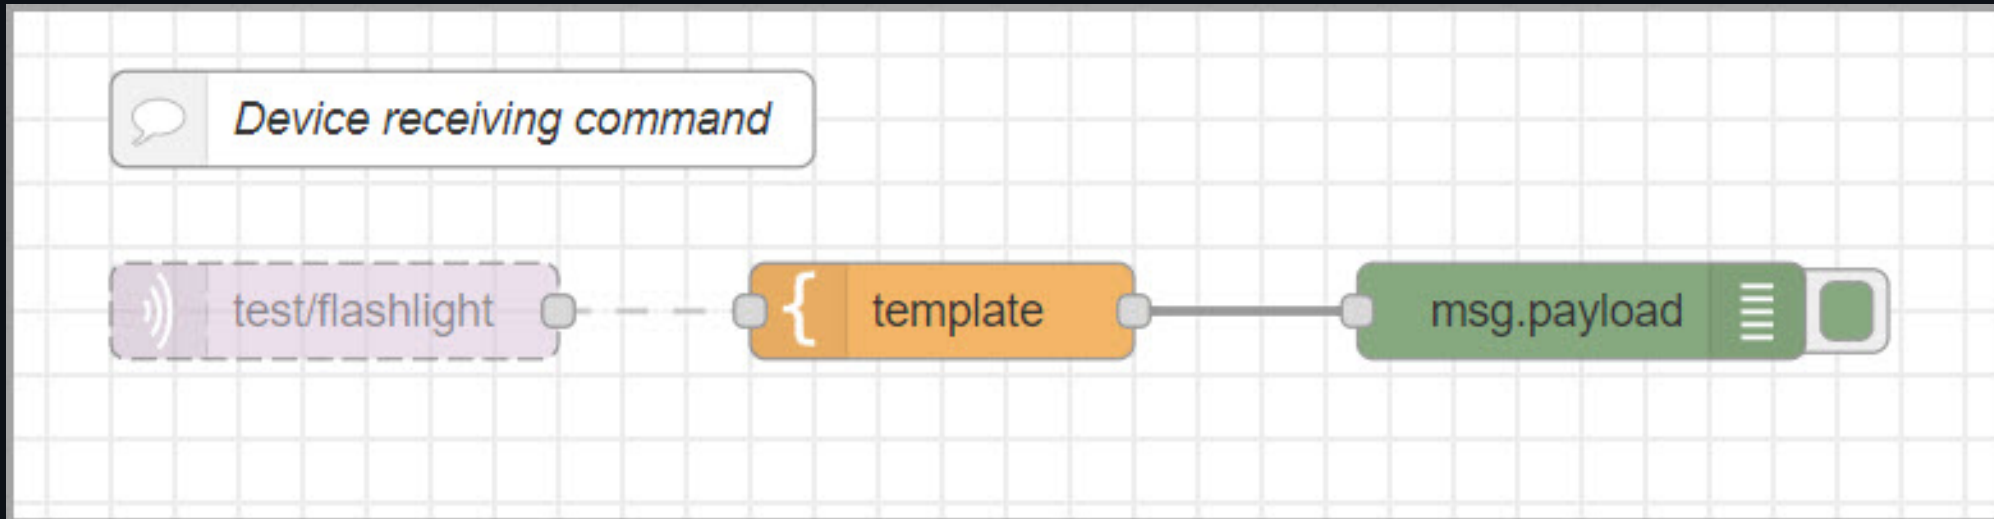 Device receiving command
test/flashlight
template
msg.payload